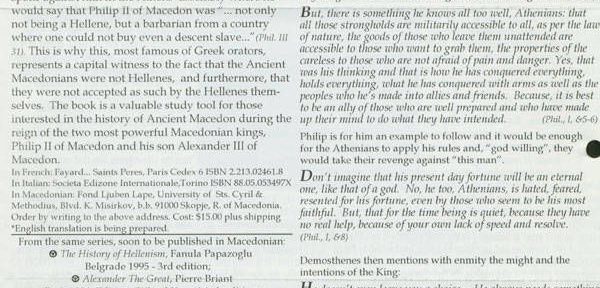 would say that Philip II of Macedon was "... not only
not being a Hellene, but a barbarian from a country
where one could not buy even a descent slave..." (Phil. III
31). This is why this, most famous of Greek orators,
represents a capital witness to the fact that the Ancient
Macedonians were not Hellenes, and furthermore, that
they were not accepted as such by the Hellenes them-
selves. The book is a valuable study tool for those
interested in the history of Ancient Macedon during the
reign of the two most powerful Macedonian kings,
Philip II of Macedon and his son Alexander III of
Macedon.
In French: Fayard... Saints Peres, Paris Cedex 6 ISBN 2.213.02461.8
In Italian: Societa Edizone Internationale,Torino ISBN 88.05.053497X
In Macedonian: Fond Ljuben Lape, University of Sts. Cyril &
Methodius, Blvd. K. Misirkov, b.b. 91000 Skopje, R. of Macedonia.
Order by writing to the above address. Cost: $15.00 plus shipping
*English translation is being prepared.
From the same series, soon to be published in Macedonian:
The History of Hellenism, Fanula Papazoglu
Belgrade 1995 - 3rd edition;
Alexander The Great, Pierre Briant
But, there is something he knows all too well, Athenians: that
all those strongholds are militarily accessible to all, as per the law
of nature, the goods of those who leave them unattended are
accessible to those who want to grab them, the properties of the
careless to those who are not afraid of pain and danger. Yes, that
was his thinking and that is how he has conquered everything,
holds everything, what he has conquered with arms as well as the
peoples who he's made into allies and friends. Because, it is best
to be an ally of those who are well prepared and who have made
up their mind to do what they have intended. (Phil., I, &5-6)
Philip is for him an example to follow and it would be enough
for the Athenians to apply his rules and, "god willing", they
would take their revenge against "this man".
Don't imagine that his present day fortune will be an eternal
one, like that of a god. No, he too, Athenians, is hated, feared,
resented for his fortune, even by those who seem to be his most
faithful. But, that for the time being is quiet, because they have
no real help, because of your own lack of speed and resolve.
(Phil., I, &8)
Demosthenes then mentions with enmity the might and the
intentions of the King: